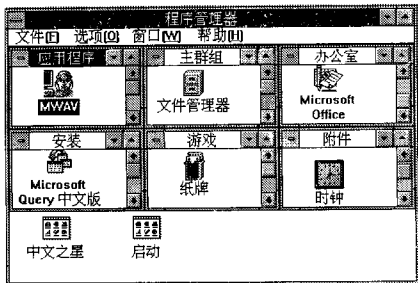 程序管理器
文件(F) 选项(O) 窗口(W) 帮助(H)
应用程序 主群组 办公室
MWAV 文件管理器 Microsoft Office
安装 游戏 附件
Microsoft Query 中文版 纸牌 时钟
中文之星 启动